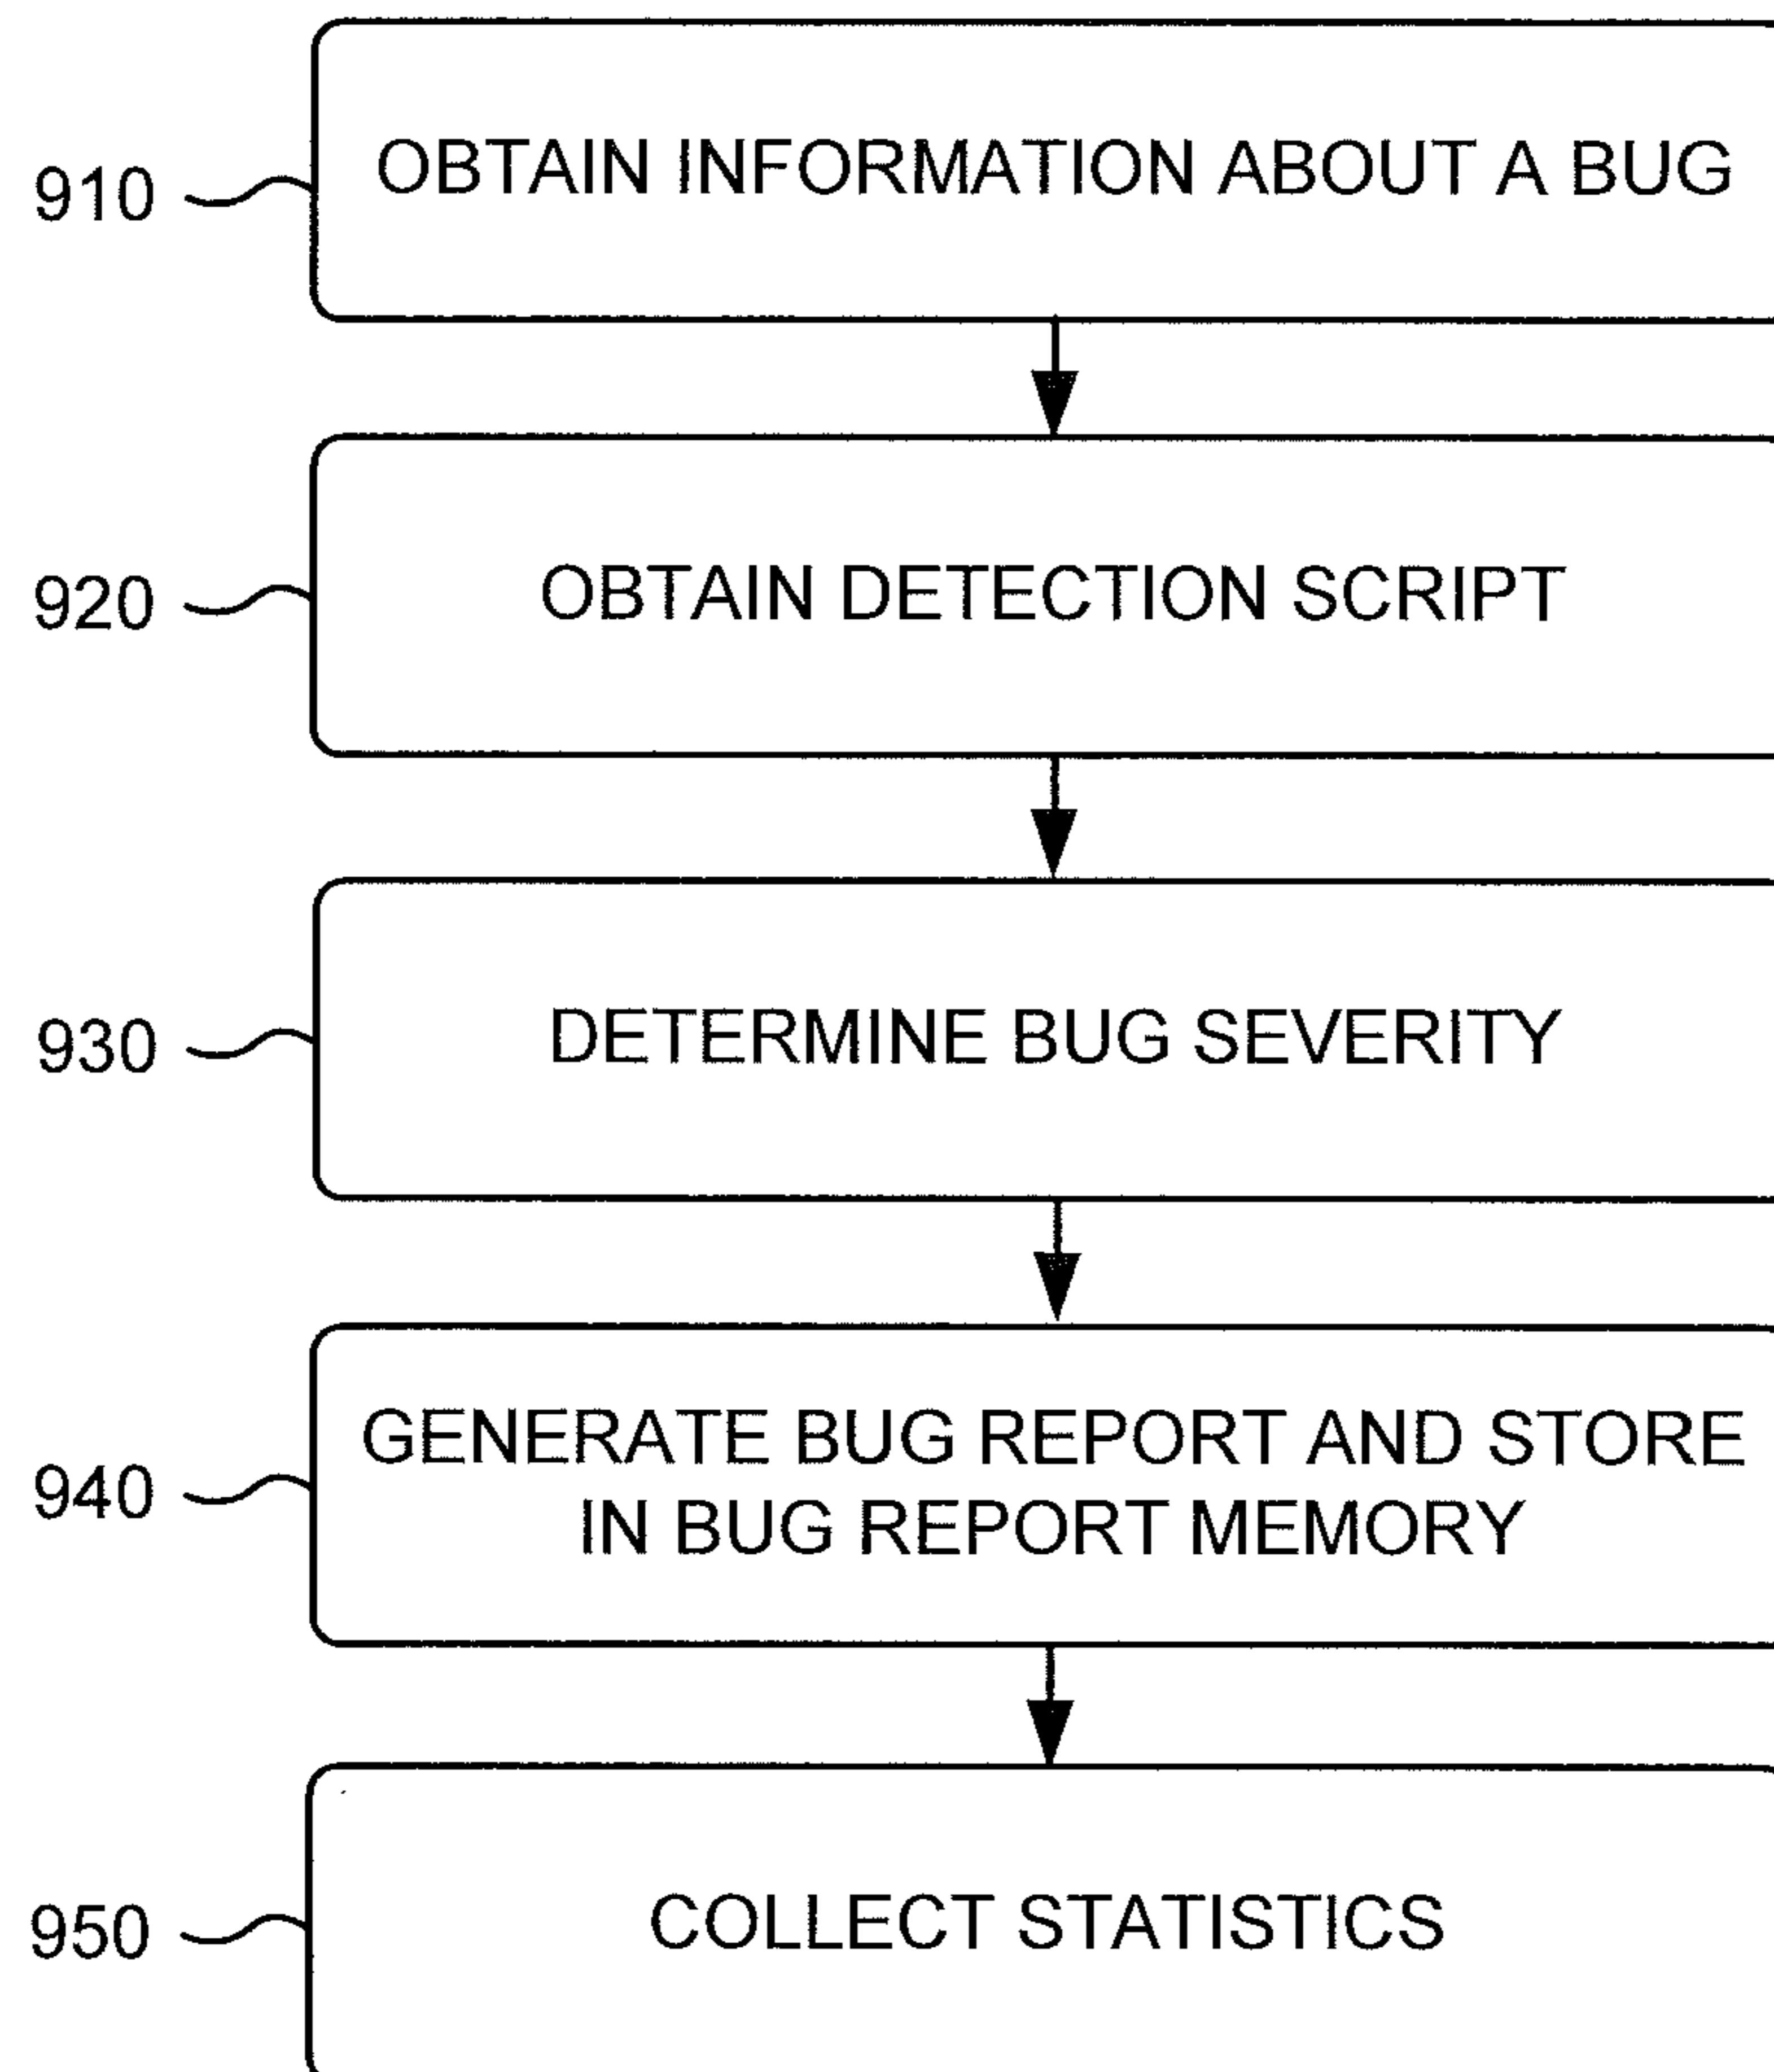 910
OBTAIN INFORMATION ABOUT A BUG
920
OBTAIN DETECTION SCRIPT
930
DETERMINE BUG SEVERITY
940
GENERATE BUG REPORT AND STORE
IN BUG REPORT MEMORY
950
COLLECT STATISTICS